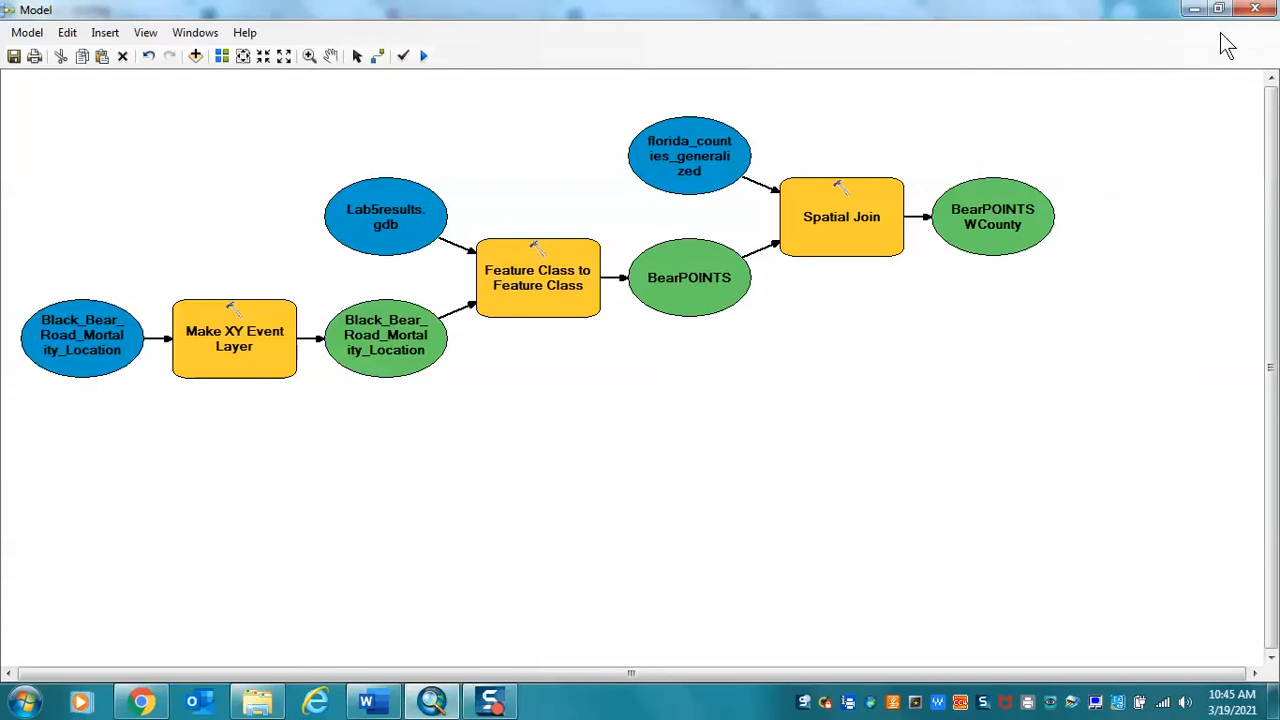 Model
Model Edit Insert View Windows Help
florida_count
ies_generali
zed
Lab5results.
gdb
Spatial Join
BearPOINTS
WCounty
Feature Class to
Feature Class
BearPOINTS
Black_Bear_
Road_Mortal
ity_Location
Make XY Event
Layer
Black_Bear_
Road_Mortal
ity_Location
10:45 AM
3/19/2021